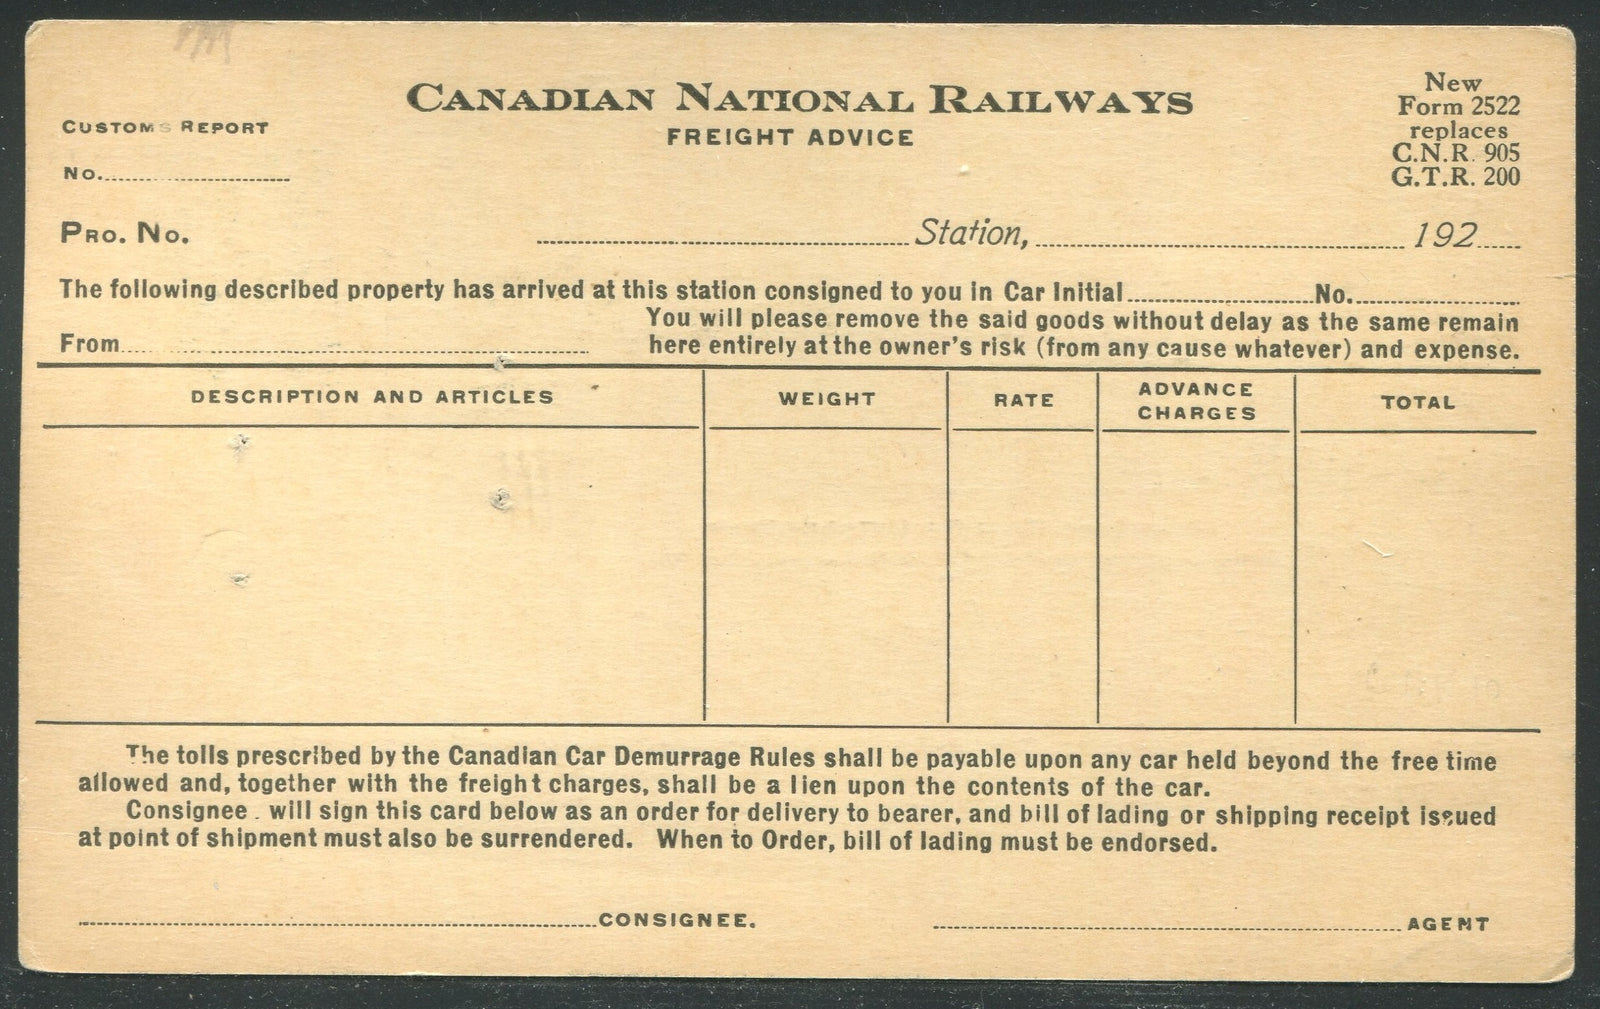 CANADIAN NATIONAL RAILWAYS
FREIGHT ADVICE
New
Form 2522
replaces
C.N.R. 905
G.T.R. 200
CUSTOMS REPORT
No.
PRO. No.
Station, 192
The following described property has arrived at this station consigned to you in Car Initial No.
You will please remove the said goods without delay as the same remain
From here entirely at the owner's risk (from any cause whatever) and expense.
DESCRIPTION AND ARTICLES WEIGHT RATE ADVANCE CHARGES TOTAL
The tolls prescribed by the Canadian Car Demurrage Rules shall be payable upon any car held beyond the free time
allowed and, together with the freight charges, shall be a lien upon the contents of the car.
Consignee will sign this card below as an order for delivery to bearer, and bill of lading or shipping receipt issued
at point of shipment must also be surrendered. When to Order, bill of lading must be endorsed.
CONSIGNEE. AGENT